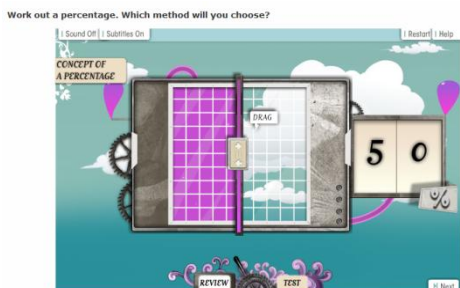 Work out a percentage. Which method will you choose?
| Sound Off | Subtitles On
| Restart | Help
CONCEPT OF
A PERCENTAGE
DRAG
5 0
%
REVIEW
TEST
Next